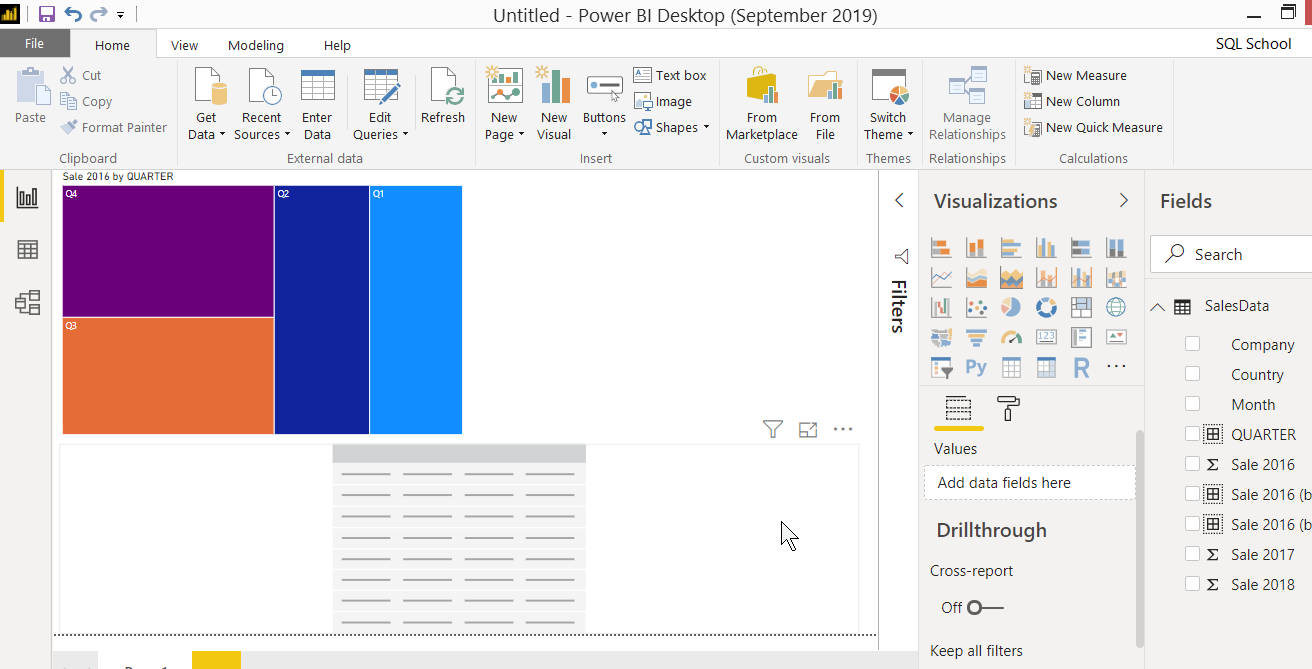 Untitled - Power BI Desktop (September 2019)
File
Home
View
Modeling
Help
SQL School
Paste
Cut
Copy
Format Painter
Clipboard
Get
Data
Recent
Sources
Enter
Data
Edit
Queries
Refresh
External data
New
Page
New
Visual
Buttons
Text box
Image
Shapes
Insert
From
Marketplace
From
File
Custom visuals
Switch
Theme
Themes
Manage
Relationships
Relationships
New Measure
New Column
New Quick Measure
Calculations
Sale 2016 by QUARTER
Q4
Q2
Q1
Q3
Filters
Visualizations
123
Py
R
Values
Add data fields here
Drillthrough
Cross-report
Off
Keep all filters
Fields
Search
SalesData
Company
Country
Month
QUARTER
Σ Sale 2016
Sale 2016 (b
Sale 2016 (b
Σ Sale 2017
Σ Sale 2018